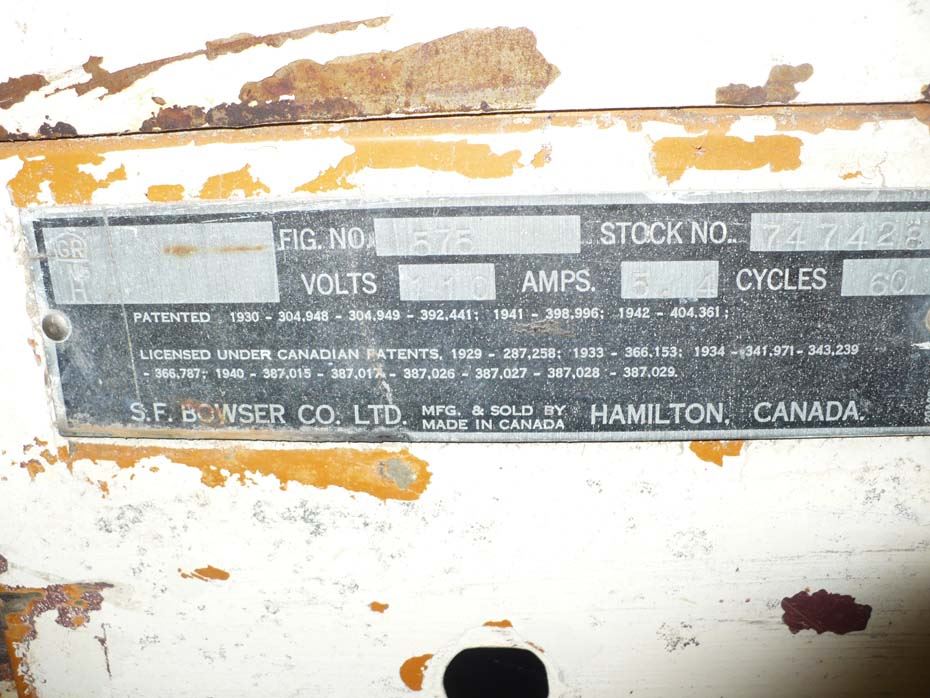 GR
H
FIG. NO. 575 STOCK NO. 747428
VOLTS 110 AMPS. 5.4 CYCLES 60.
PATENTED 1930 - 304,948 - 304,949 - 392,441; 1941 - 398,996; 1942 - 404,361;
LICENSED UNDER CANADIAN PATENTS, 1929 - 287,258; 1933 - 366,153; 1934 - 341,971 - 343,239
- 366,787; 1940 - 387,015 - 387,017 - 387,026 - 387,027 - 387,028 - 387,029.
S.F. BOWSER CO. LTD. MFG. & SOLD BY HAMILTON, CANADA.
MADE IN CANADA